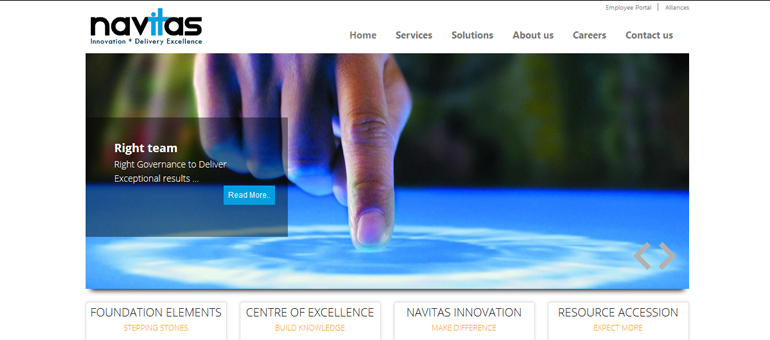 Employee Portal | Alliances
navitas
Innovation * Delivery Excellence
Home Services Solutions About us Careers Contact us
Right team
Right Governance to Deliver
Exceptional results ...
Read More..
FOUNDATION ELEMENTS CENTRE OF EXCELLENCE NAVITAS INNOVATION RESOURCE ACCESSION
STEPPING STONES BUILD KNOWLEDGE MAKE DIFFERENCE EXPECT MORE